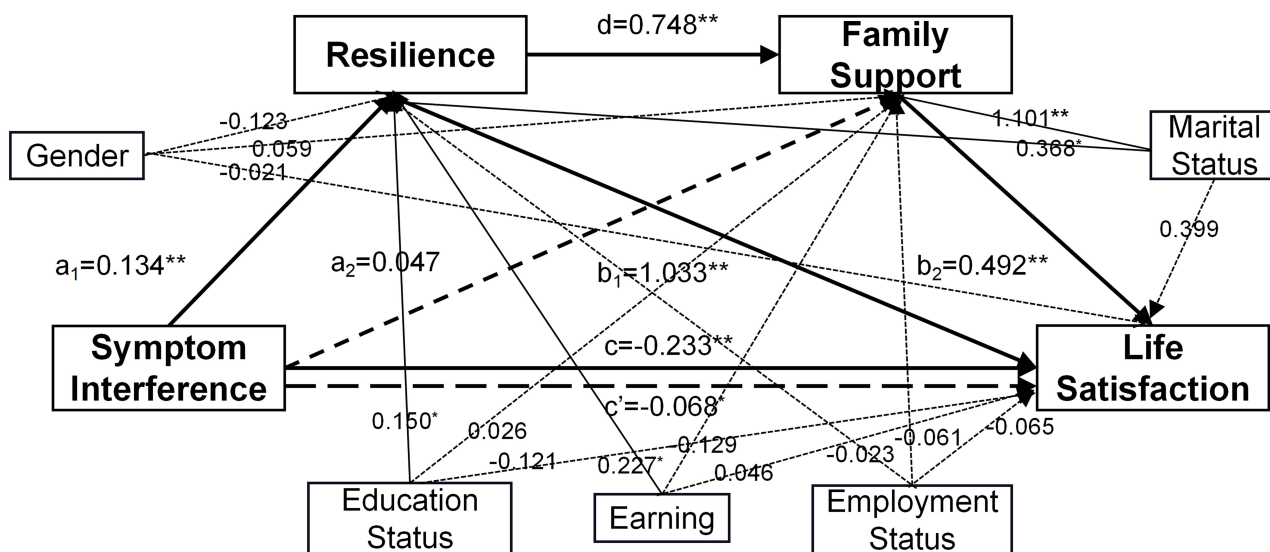 d=0.748**
Resilience
Family
Support
-0.123
1.101**
Marital
Status
Gender
0.059
0.368*
-0.021
0.399
a₁=0.134**
a₂=0.047
b₁=1.033**
b₂=0.492**
Symptom
Interference
c=-0.233**
Life
Satisfaction
c’=-0.068*
0.150*
0.026
-0.129
-0.061
-0.065
-0.121
0.227*
0.046
-0.023
Education
Status
Earning
Employment
Status